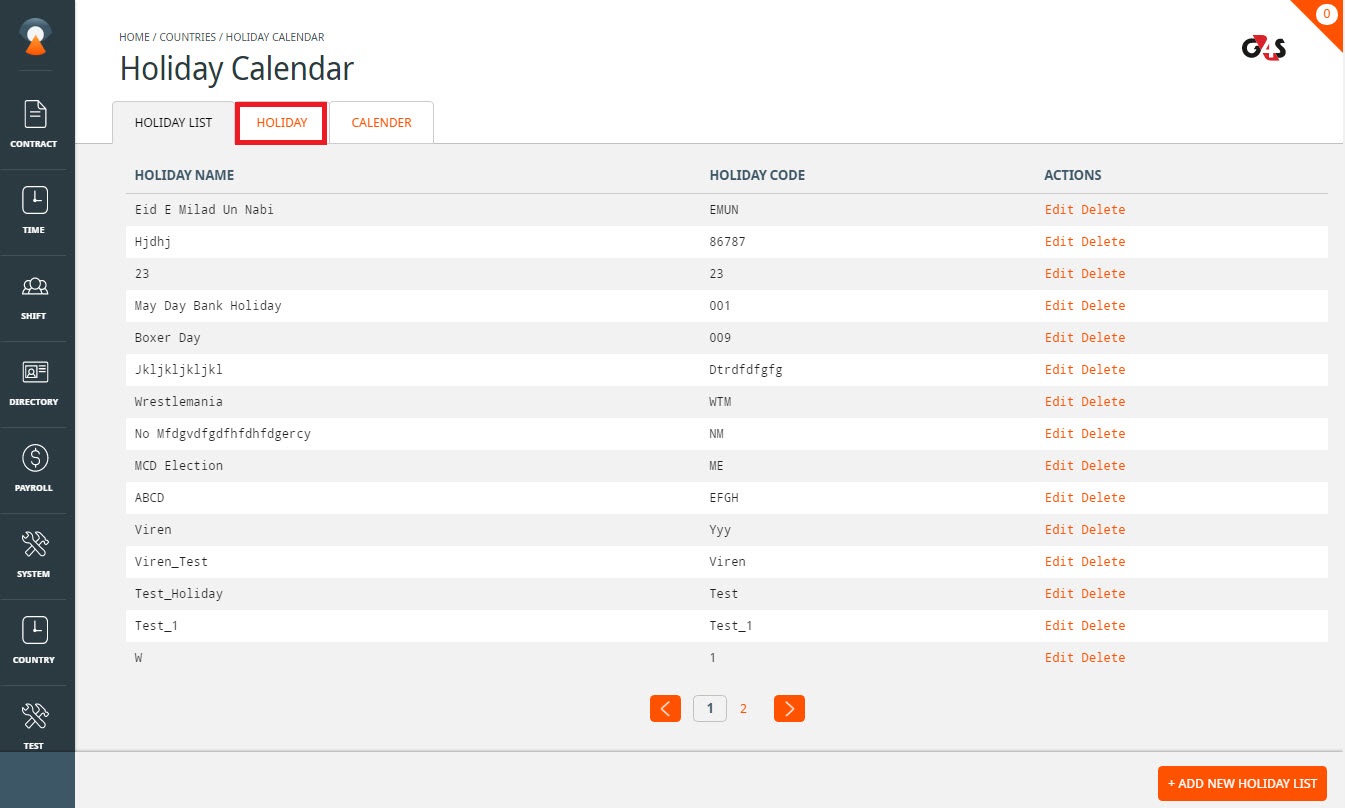 0
HOME / COUNTRIES / HOLIDAY CALENDAR
Holiday Calendar
G4S
HOLIDAY LIST HOLIDAY CALENDER
CONTRACT
TIME
SHIFT
DIRECTORY
PAYROLL
SYSTEM
COUNTRY
TEST
HOLIDAY NAME HOLIDAY CODE ACTIONS
Eid E Milad Un Nabi EMUN Edit Delete
Hjdhj 86787 Edit Delete
23 23 Edit Delete
May Day Bank Holiday 001 Edit Delete
Boxer Day 009 Edit Delete
Jkljkljkljkl Dtrdfdfgfg Edit Delete
Wrestlemania WTM Edit Delete
No Mfdgvdfgdfhfdhfdgercy NM Edit Delete
MCD Election ME Edit Delete
ABCD EFGH Edit Delete
Viren Yyy Edit Delete
Viren_Test Viren Edit Delete
Test_Holiday Test Edit Delete
Test_1 Test_1 Edit Delete
W 1 Edit Delete
1 2
+ ADD NEW HOLIDAY LIST